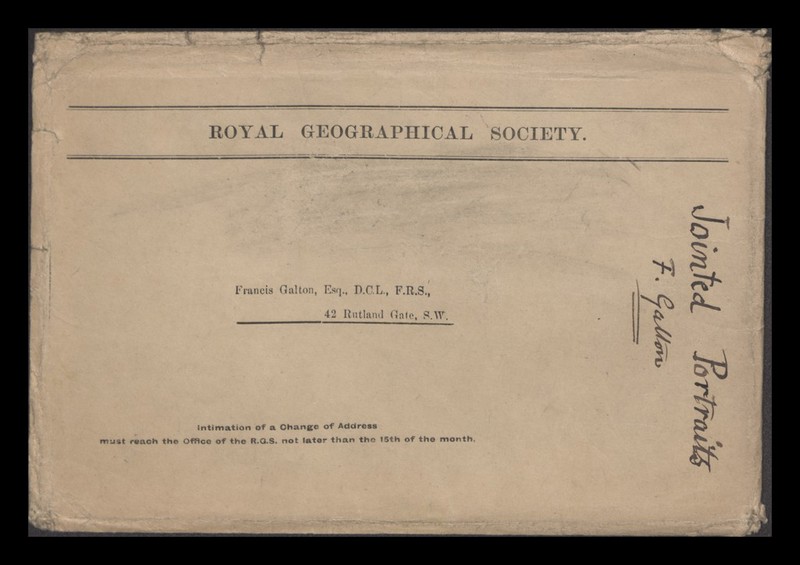 ROYAL GEOGRAPHICAL SOCIETY.
Francis Galton, Esq., D.C.L., F.R.S.,
42 Rutland Gate, S.W.
Intimation of a Change of Address
must reach the Office of the R.G.S. not later than the 15th of the month.
Jointed Portraits
F. Galton